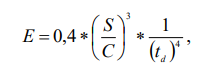 E = 0,4 * (S/C)^3 * 1/(t_d)^4 ,